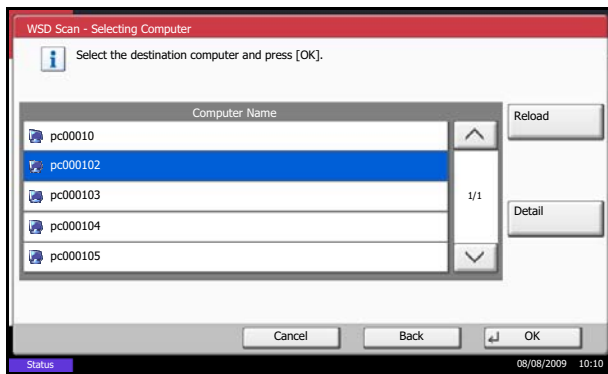 WSD Scan - Selecting Computer
Select the destination computer and press [OK].
Computer Name
Reload
pc00010
pc000102
pc000103
1/1
Detail
pc000104
pc000105
Cancel
Back
OK
Status
08/08/2009 10:10